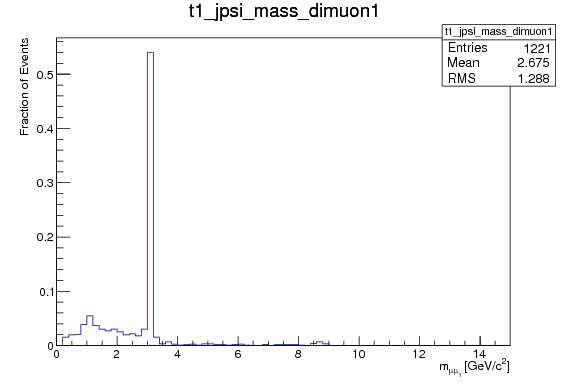 t1_jpsi_mass_dimuon1
t1_jpsi_mass_dimuon1
Entries 1221
Mean 2.675
RMS 1.288
Fraction of Events
0.5
0.4
0.3
0.2
0.1
0
0 2 4 6 8 10 12 14
m_μμ₁ [GeV/c²]